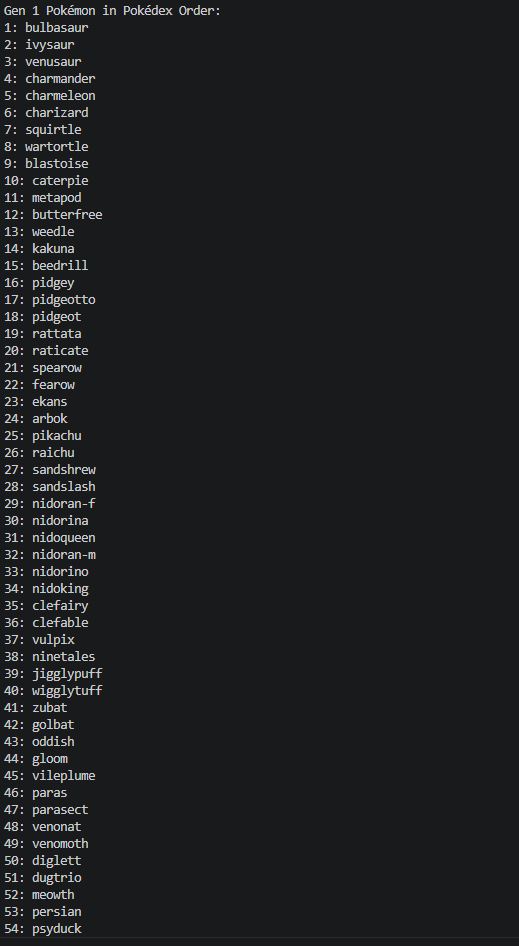 Gen 1 Pokémon in Pokédex Order:
1: bulbasaur
2: ivysaur
3: venusaur
4: charmander
5: charmeleon
6: charizard
7: squirtle
8: wartortle
9: blastoise
10: caterpie
11: metapod
12: butterfree
13: weedle
14: kakuna
15: beedrill
16: pidgey
17: pidgeotto
18: pidgeot
19: rattata
20: raticate
21: spearow
22: fearow
23: ekans
24: arbok
25: pikachu
26: raichu
27: sandshrew
28: sandslash
29: nidoran-f
30: nidorina
31: nidoqueen
32: nidoran-m
33: nidorino
34: nidoking
35: clefairy
36: clefable
37: vulpix
38: ninetales
39: jigglypuff
40: wigglytuff
41: zubat
42: golbat
43: oddish
44: gloom
45: vileplume
46: paras
47: parasect
48: venonat
49: venomoth
50: diglett
51: dugtrio
52: meowth
53: persian
54: psyduck